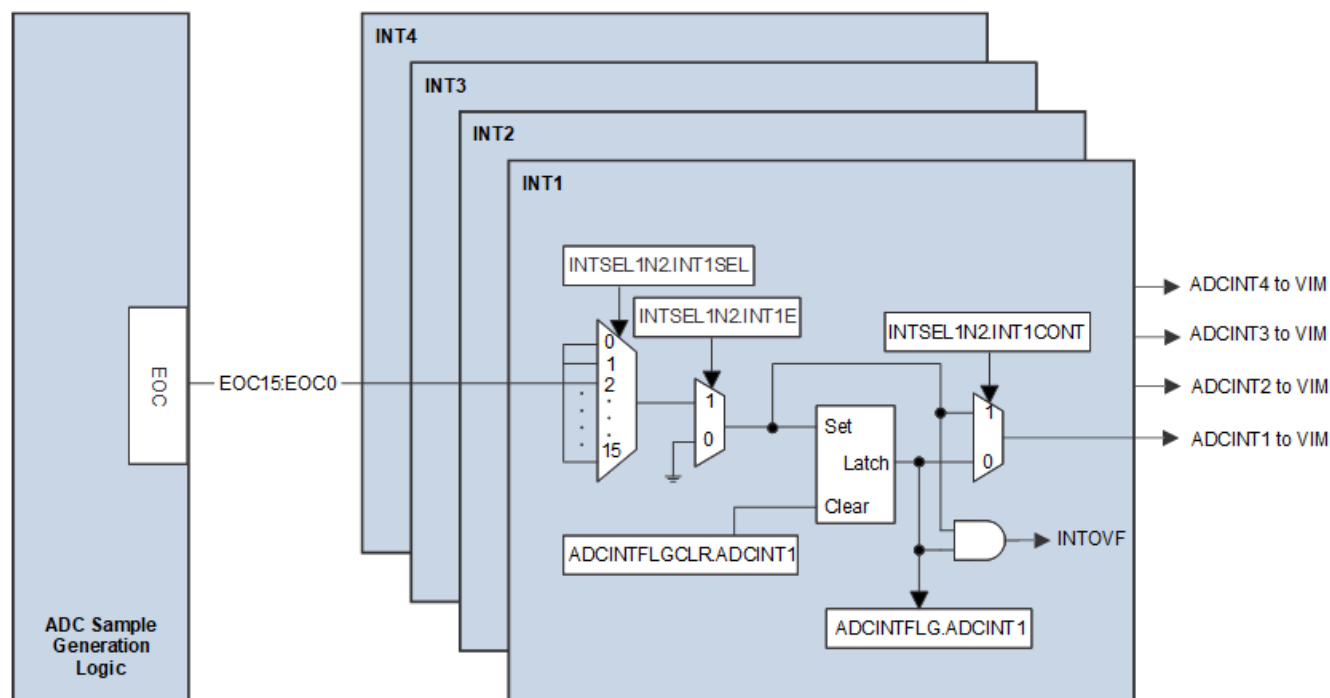 INT4
INT3
INT2
INT1
INTSEL1N2.INT1SEL
INTSEL1N2.INT1E
INTSEL1N2.INT1CONT
ADCINT4 to VIM
ADCINT3 to VIM
ADCINT2 to VIM
ADCINT1 to VIM
EOC
EOC15:EOC0
0
1
2
.
.
.
.
.
.
.
.
15
1
0
Set
Latch
Clear
1
0
ADCINTFLGCLR.ADCINT1
INTOVF
ADCINTFLG.ADCINT1
ADC Sample
Generation
Logic